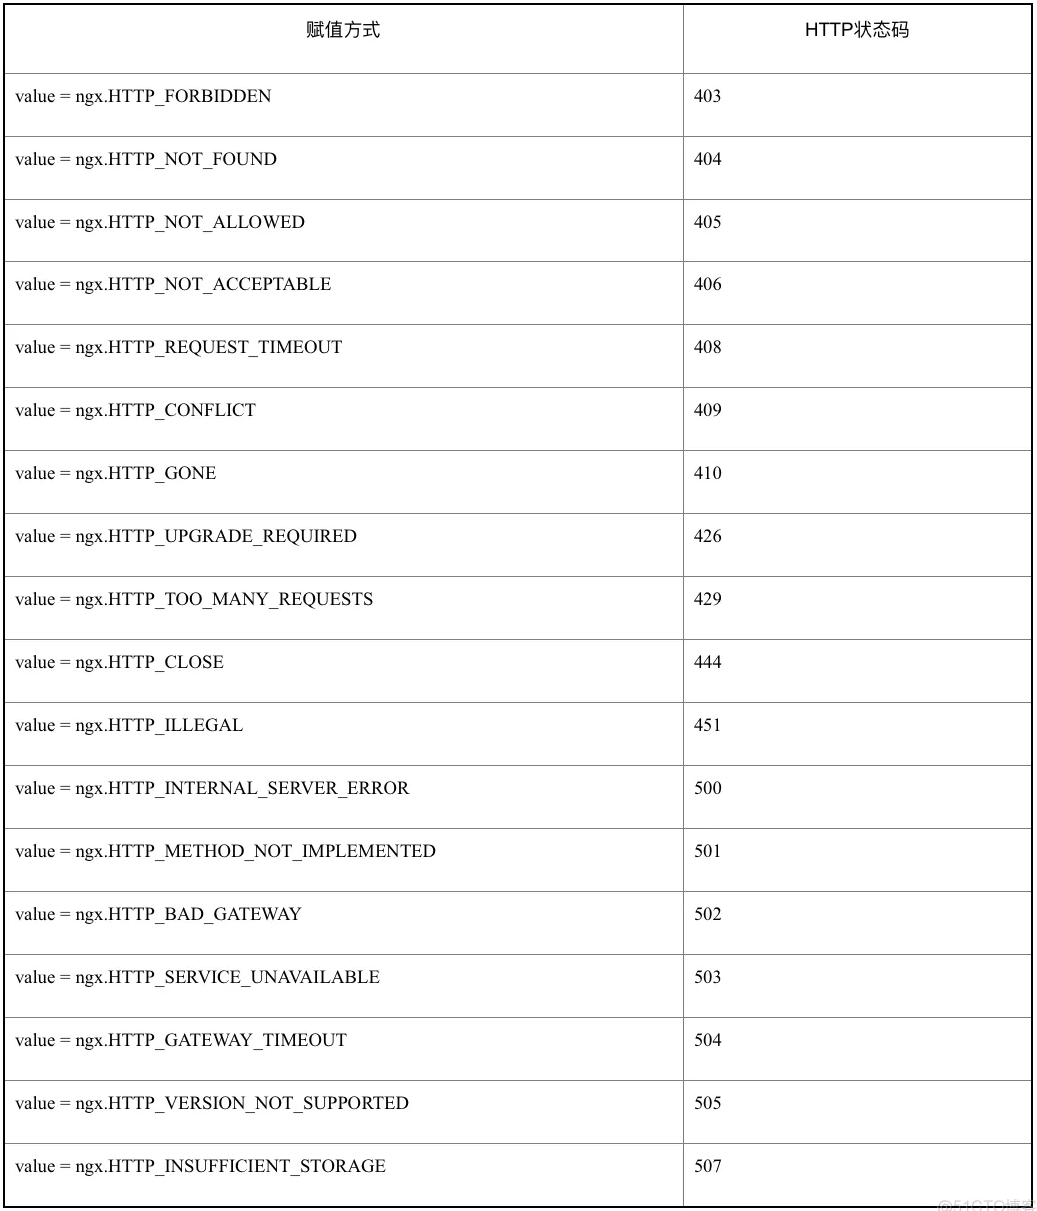 赋值方式 HTTP状态码
value = ngx.HTTP_FORBIDDEN 403
value = ngx.HTTP_NOT_FOUND 404
value = ngx.HTTP_NOT_ALLOWED 405
value = ngx.HTTP_NOT_ACCEPTABLE 406
value = ngx.HTTP_REQUEST_TIMEOUT 408
value = ngx.HTTP_CONFLICT 409
value = ngx.HTTP_GONE 410
value = ngx.HTTP_UPGRADE_REQUIRED 426
value = ngx.HTTP_TOO_MANY_REQUESTS 429
value = ngx.HTTP_CLOSE 444
value = ngx.HTTP_ILLEGAL 451
value = ngx.HTTP_INTERNAL_SERVER_ERROR 500
value = ngx.HTTP_METHOD_NOT_IMPLEMENTED 501
value = ngx.HTTP_BAD_GATEWAY 502
value = ngx.HTTP_SERVICE_UNAVAILABLE 503
value = ngx.HTTP_GATEWAY_TIMEOUT 504
value = ngx.HTTP_VERSION_NOT_SUPPORTED 505
value = ngx.HTTP_INSUFFICIENT_STORAGE 507
@51CTO博客